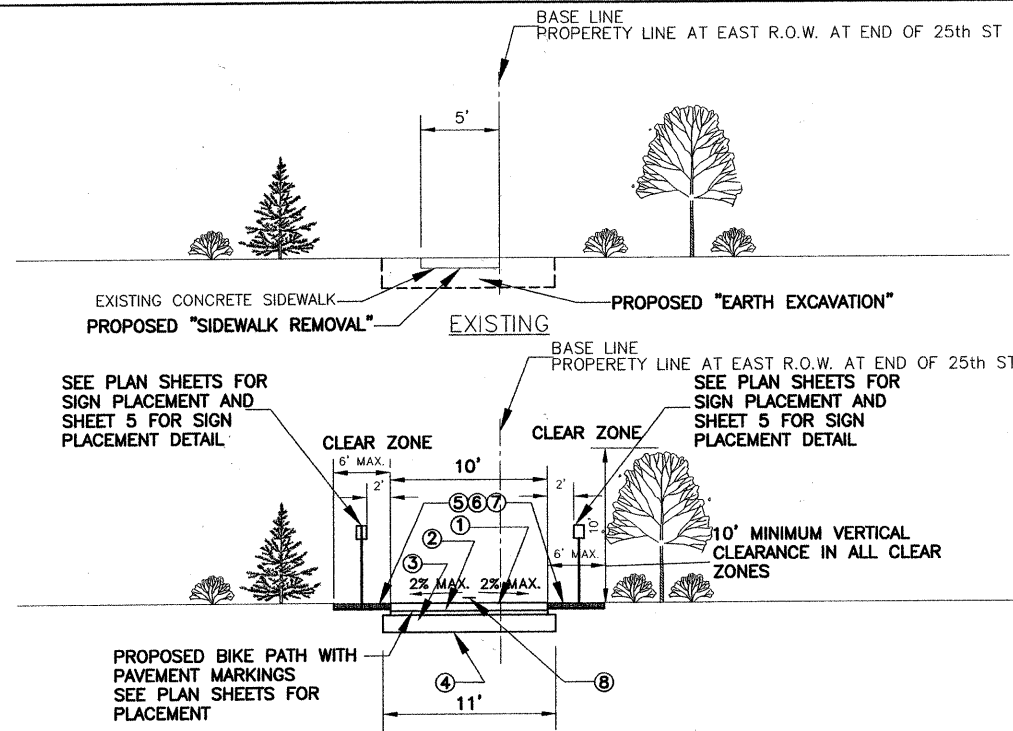 BASE LINE
PROPERETY LINE AT EAST R.O.W. AT END OF 25th ST
5'
EXISTING CONCRETE SIDEWALK
PROPOSED "SIDEWALK REMOVAL"
PROPOSED "EARTH EXCAVATION"
EXISTING
BASE LINE
PROPERETY LINE AT EAST R.O.W. AT END OF 25th ST
SEE PLAN SHEETS FOR
SIGN PLACEMENT AND
SHEET 5 FOR SIGN
PLACEMENT DETAIL
SEE PLAN SHEETS FOR
SIGN PLACEMENT AND
SHEET 5 FOR SIGN
PLACEMENT DETAIL
CLEAR ZONE
6' MAX.
2'
10'
CLEAR ZONE
2'
10'
6' MAX.
10' MINIMUM VERTICAL
CLEARANCE IN ALL CLEAR
ZONES
⑤⑥⑦
①
②
③
2% MAX. 2% MAX.
PROPOSED BIKE PATH WITH
PAVEMENT MARKINGS
SEE PLAN SHEETS FOR
PLACEMENT
④
⑧
11'